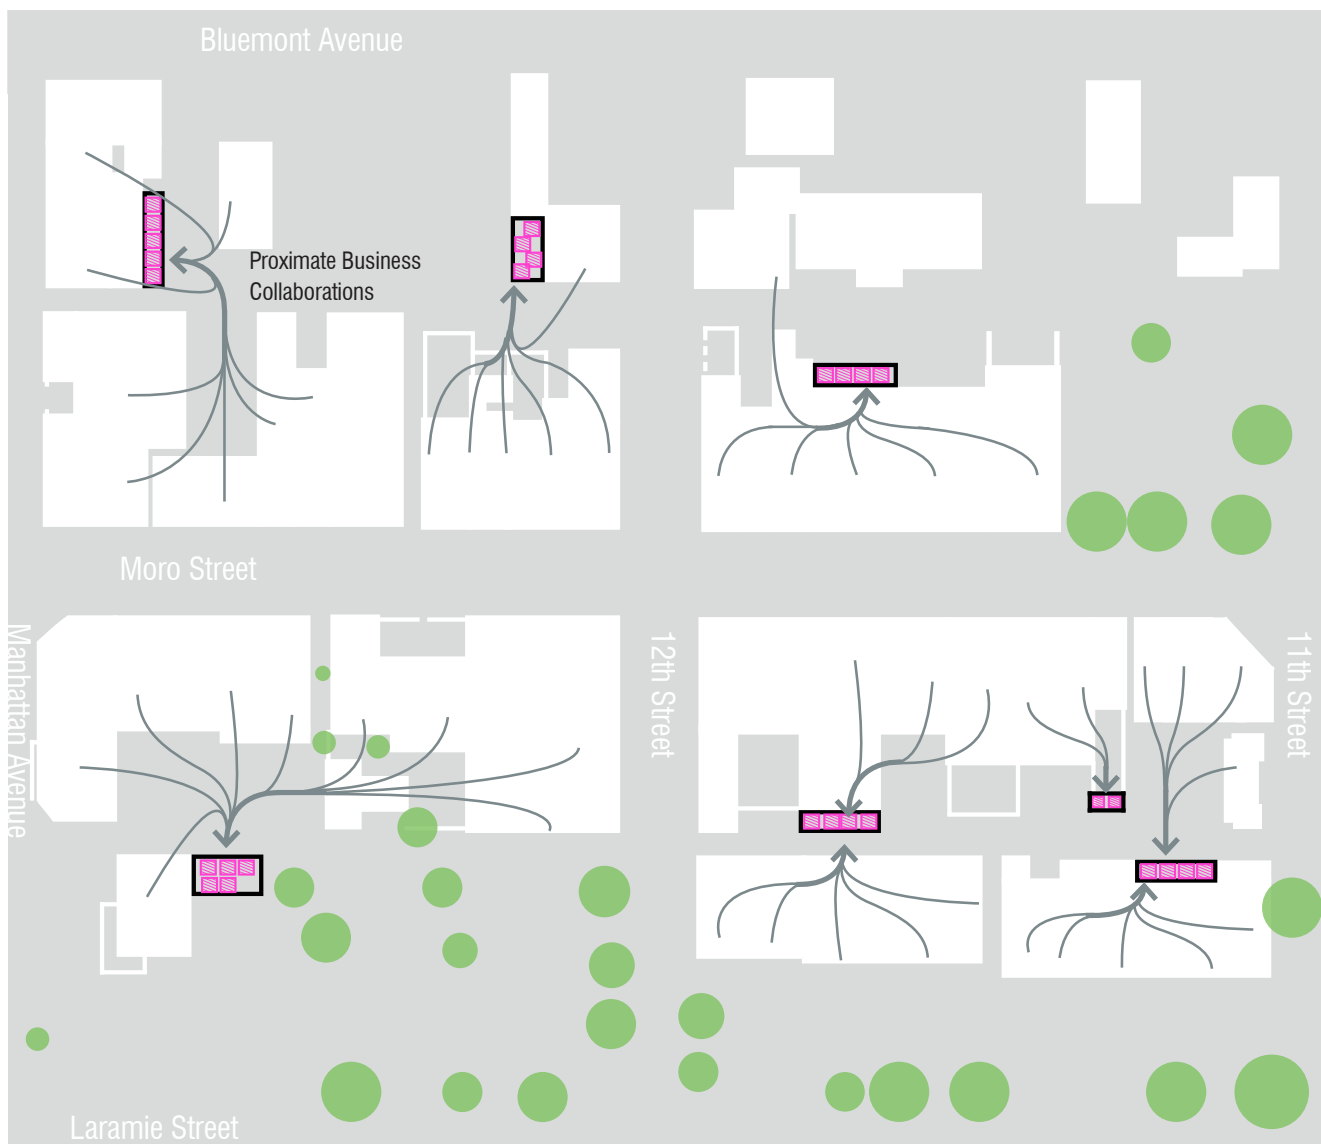 Bluemont Avenue
Proximate Business
Collaborations
Moro Street
Manhattan Avenue
12th Street
11th Street
Laramie Street